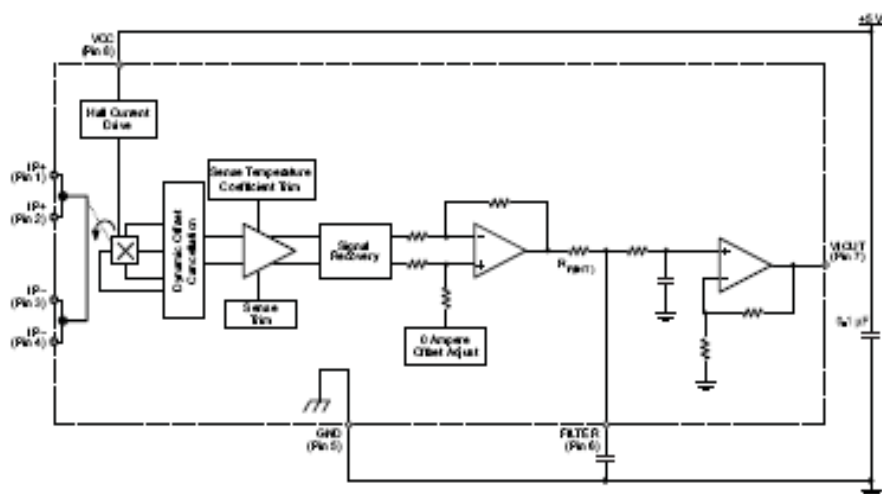 +5 V
VCC
(Pin 8)
Hall Current
Drive
IP+
(Pin 1)
IP+
(Pin 2)
IP−
(Pin 3)
IP−
(Pin 4)
Dynamic Offset
Cancellation
Sense Temperature
Coefficient Trim
Sense
Trim
Signal
Recovery
0 Ampere
Offset Adjust
R F(INT)
VIOUT
(Pin 7)
0.1 µF
GND
(Pin 5)
FILTER
(Pin 6)